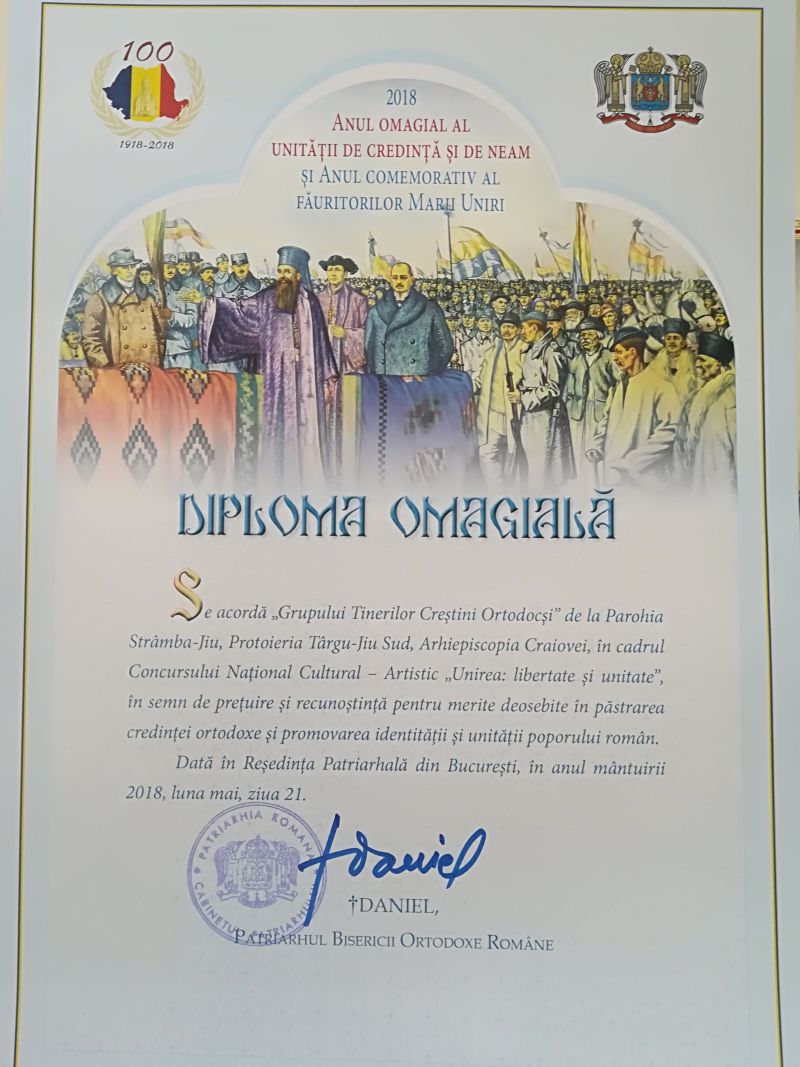 100
1918-2018
2018
Anul omagial al
unității de credință și de neam
și Anul comemorativ al
făuritorilor Marii Uniri
DIPLOMA OMAGIALĂ
Se acordă „Grupului Tinerilor Creștini Ortodocși” de la Parohia
Strâmba-Jiu, Protoieria Târgu-Jiu Sud, Arhiepiscopia Craiovei, în cadrul
Concursului Național Cultural – Artistic „Unirea: libertate și unitate”,
în semn de prețuire și recunoștință pentru merite deosebite în păstrarea
credinței ortodoxe și promovarea identității și unității poporului român.
Dată în Reședința Patriarhală din București, în anul mântuirii
2018, luna mai, ziua 21.
PATRIARHIA ROMÂNĂ
CABINETUL PATRIARHULUI
†Daniel
†DANIEL,
Patriarhul Bisericii Ortodoxe Române